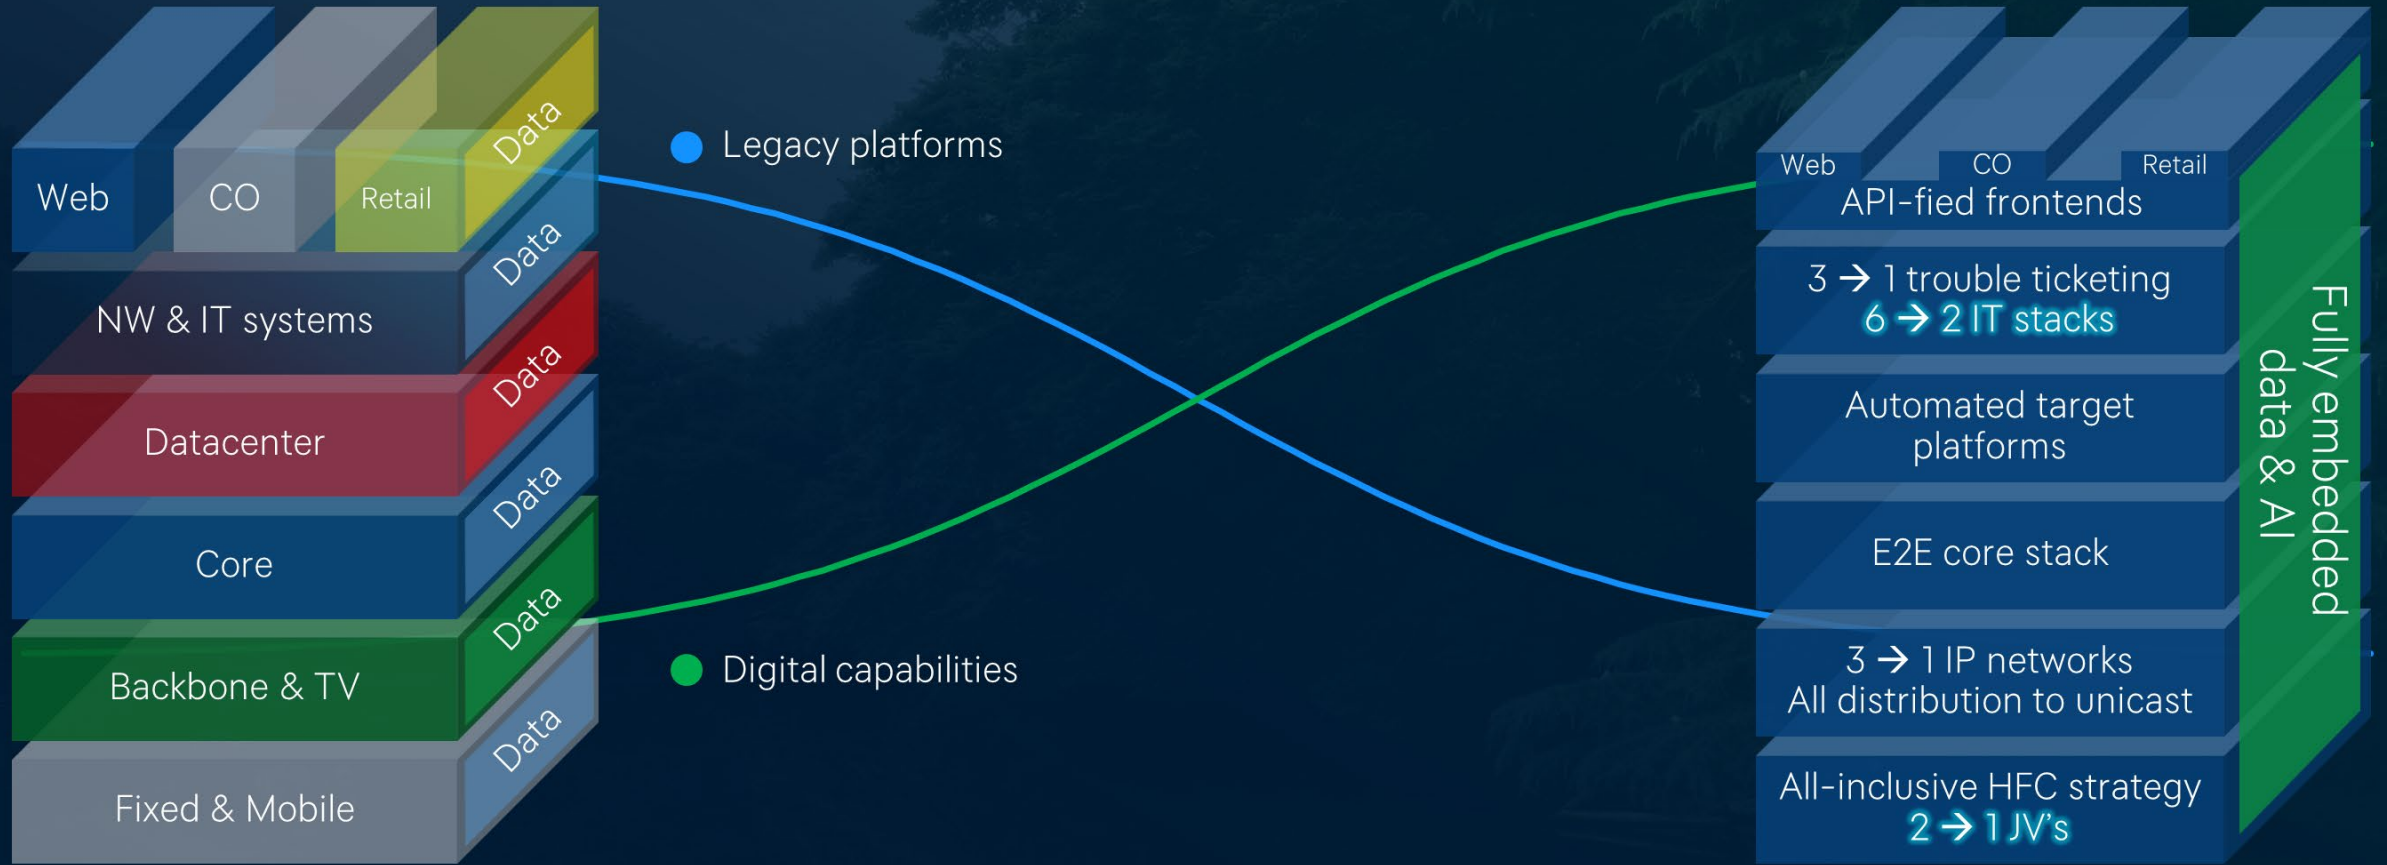 Web
CO
Retail
Data
NW & IT systems
Data
Datacenter
Data
Core
Data
Backbone & TV
Data
Fixed & Mobile
Data
Legacy platforms
Digital capabilities
Web
CO
Retail
API-fied frontends
3 → 1 trouble ticketing
6 → 2 IT stacks
Automated target
platforms
E2E core stack
3 → 1 IP networks
All distribution to unicast
All-inclusive HFC strategy
2 → 1 JV's
Fully embedded
data & AI